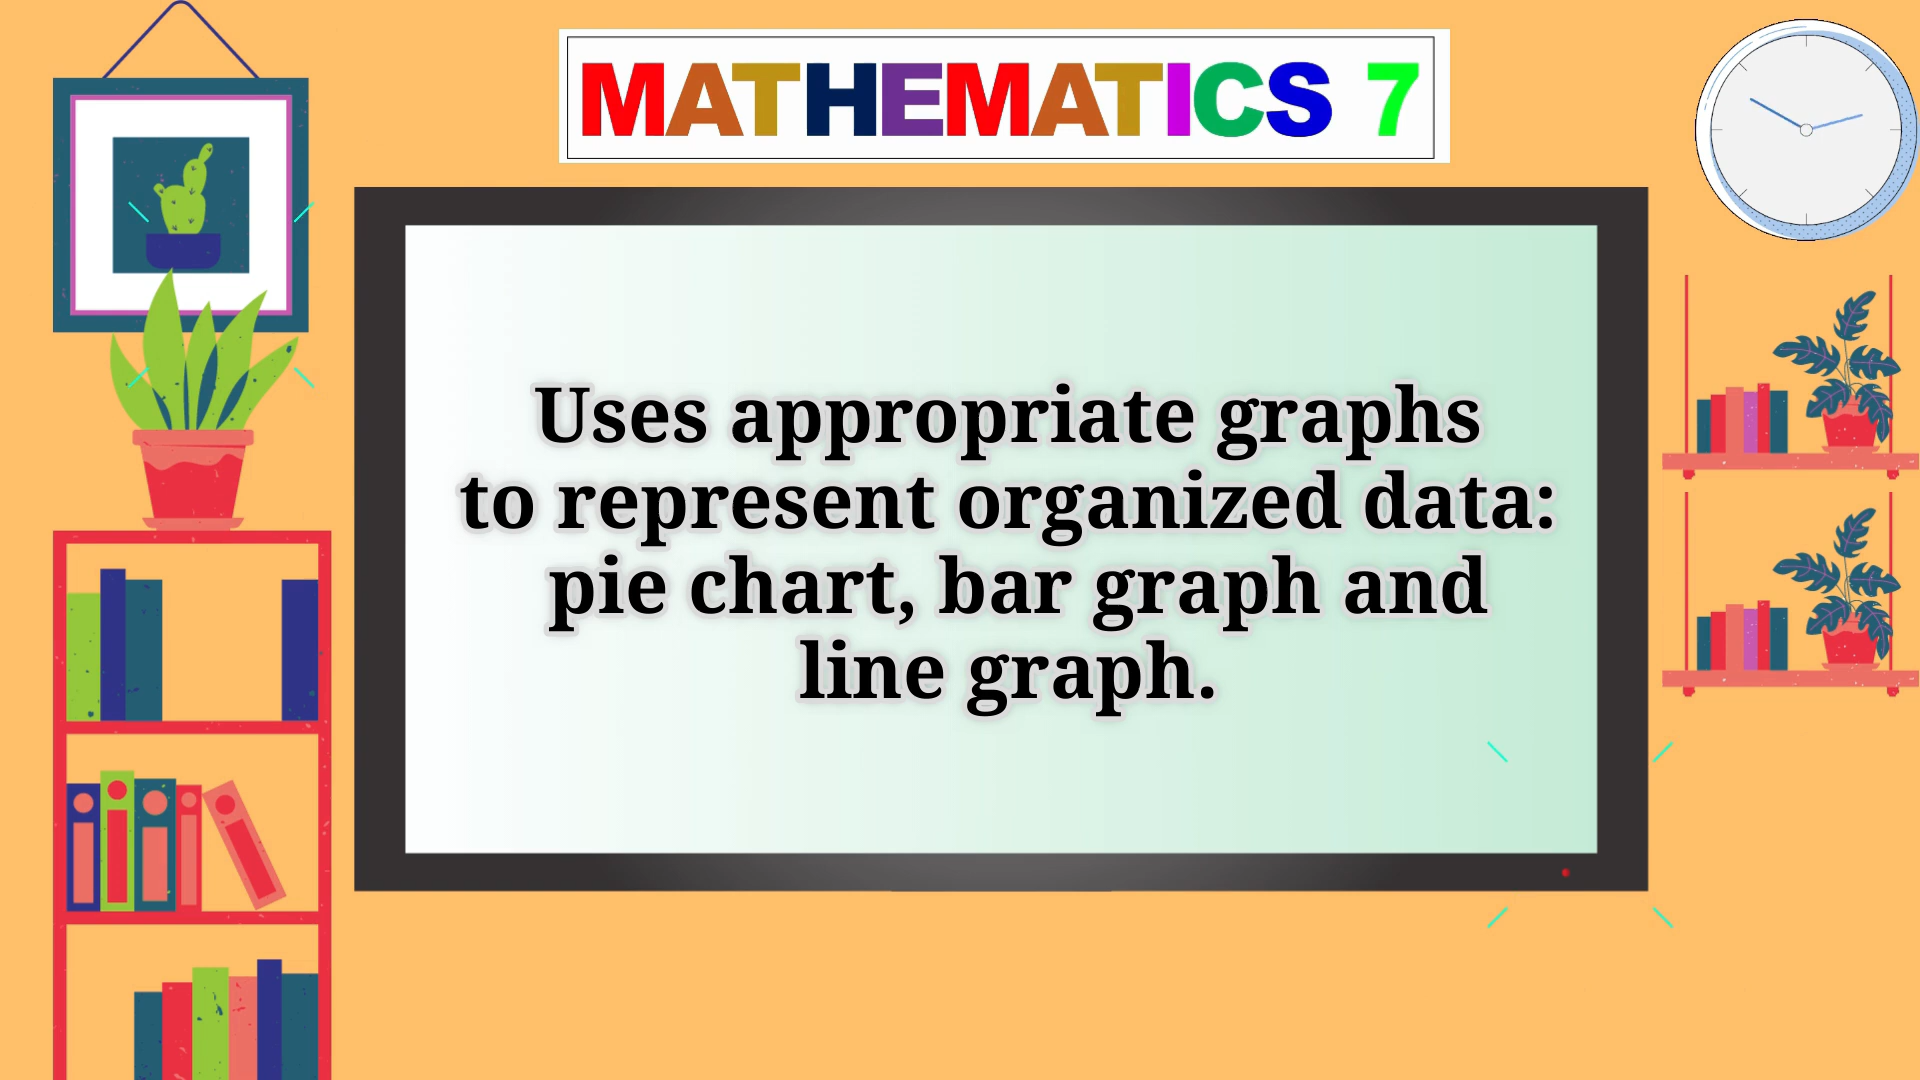 MATHEMATICS 7
Uses appropriate graphs
to represent organized data:
pie chart, bar graph and
line graph.